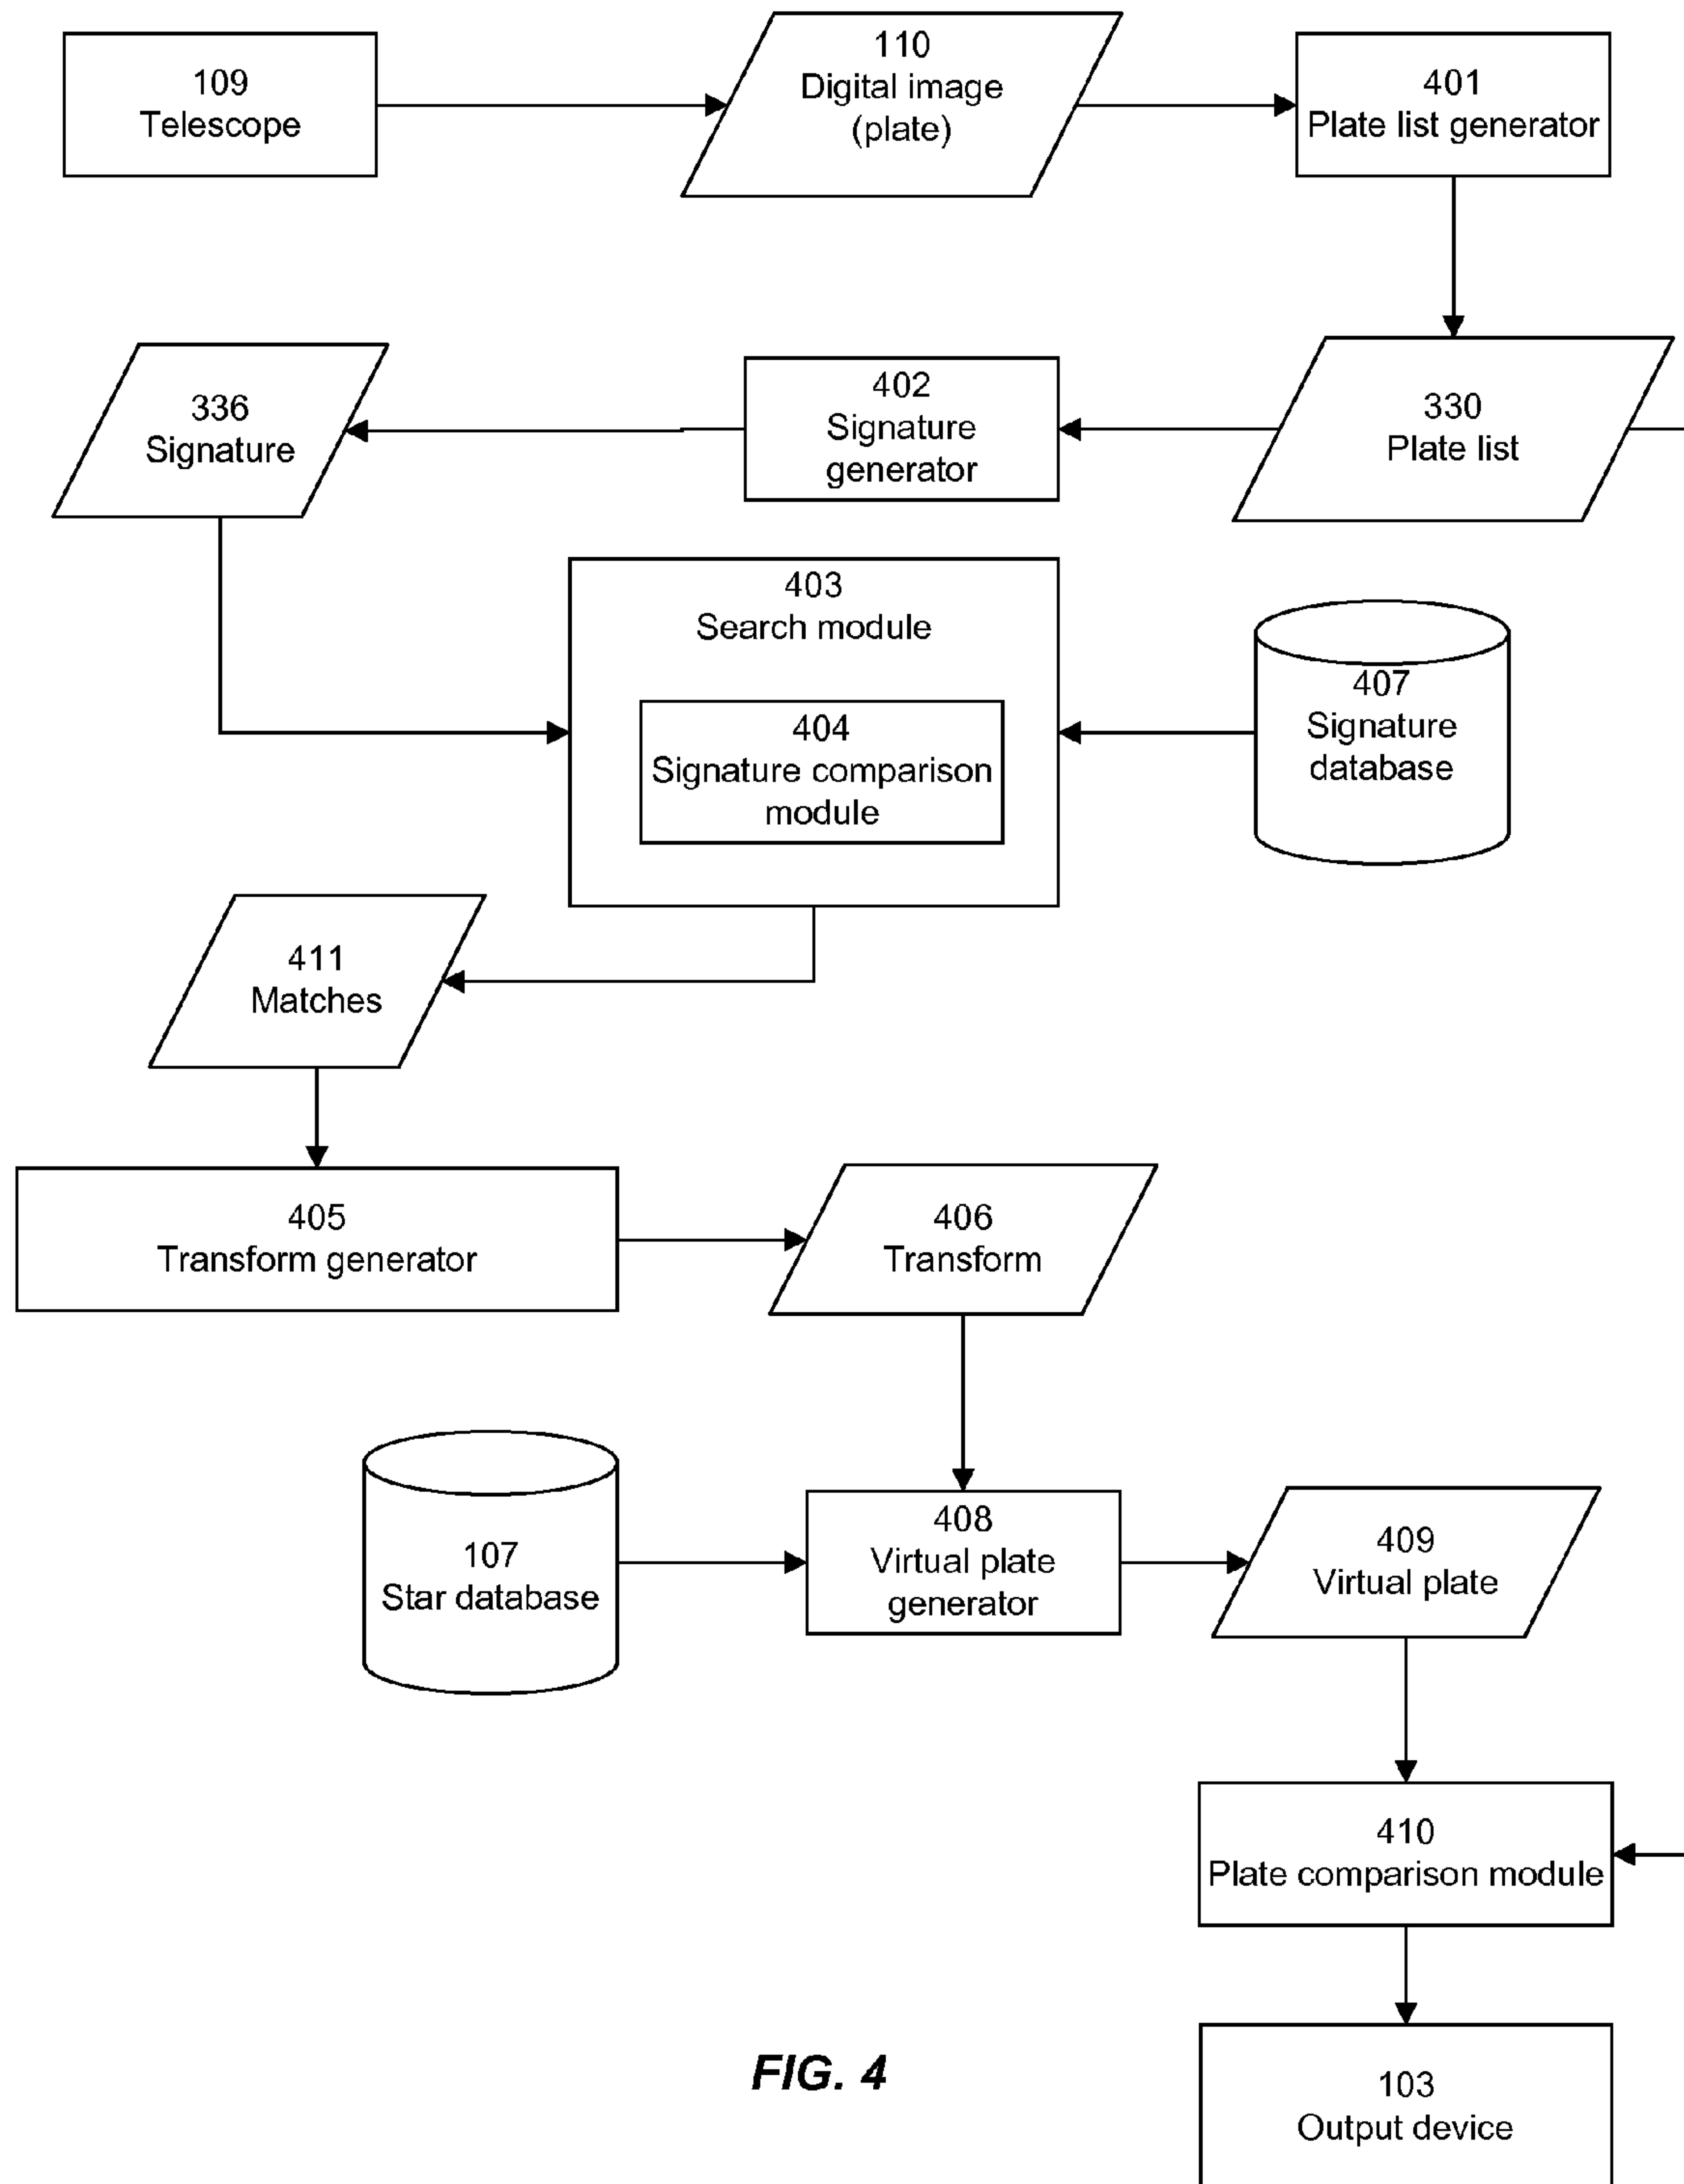 109
Telescope
110
Digital image
(plate)
401
Plate list generator
336
Signature
402
Signature
generator
330
Plate list
403
Search module
404
Signature comparison
module
407
Signature
database
411
Matches
405
Transform generator
406
Transform
107
Star database
408
Virtual plate
generator
409
Virtual plate
410
Plate comparison module
103
Output device
FIG. 4